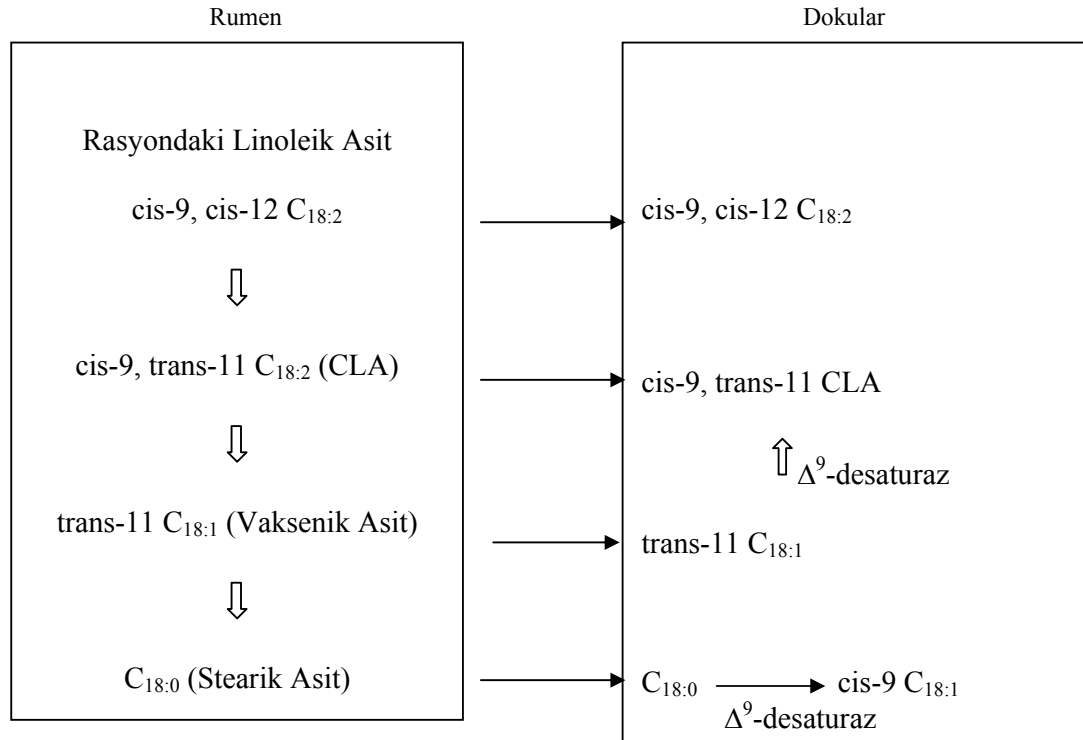 Rumen
Dokular
Rasyondaki Linoleik Asit
cis-9, cis-12 C18:2
cis-9, cis-12 C18:2
cis-9, trans-11 C18:2 (CLA)
cis-9, trans-11 CLA
Δ9-desaturaz
trans-11 C18:1 (Vaksenik Asit)
trans-11 C18:1
C18:0 (Stearik Asit)
C18:0
cis-9 C18:1
Δ9-desaturaz